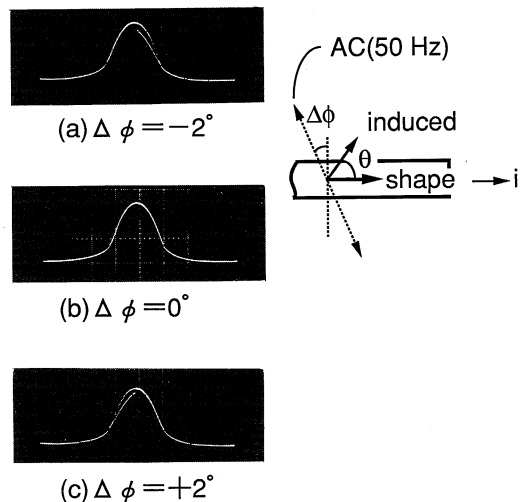 (a) Δ ϕ = −2°
(b) Δ ϕ = 0°
(c) Δ ϕ = +2°
AC(50 Hz)
Δϕ
induced
θ
shape
i